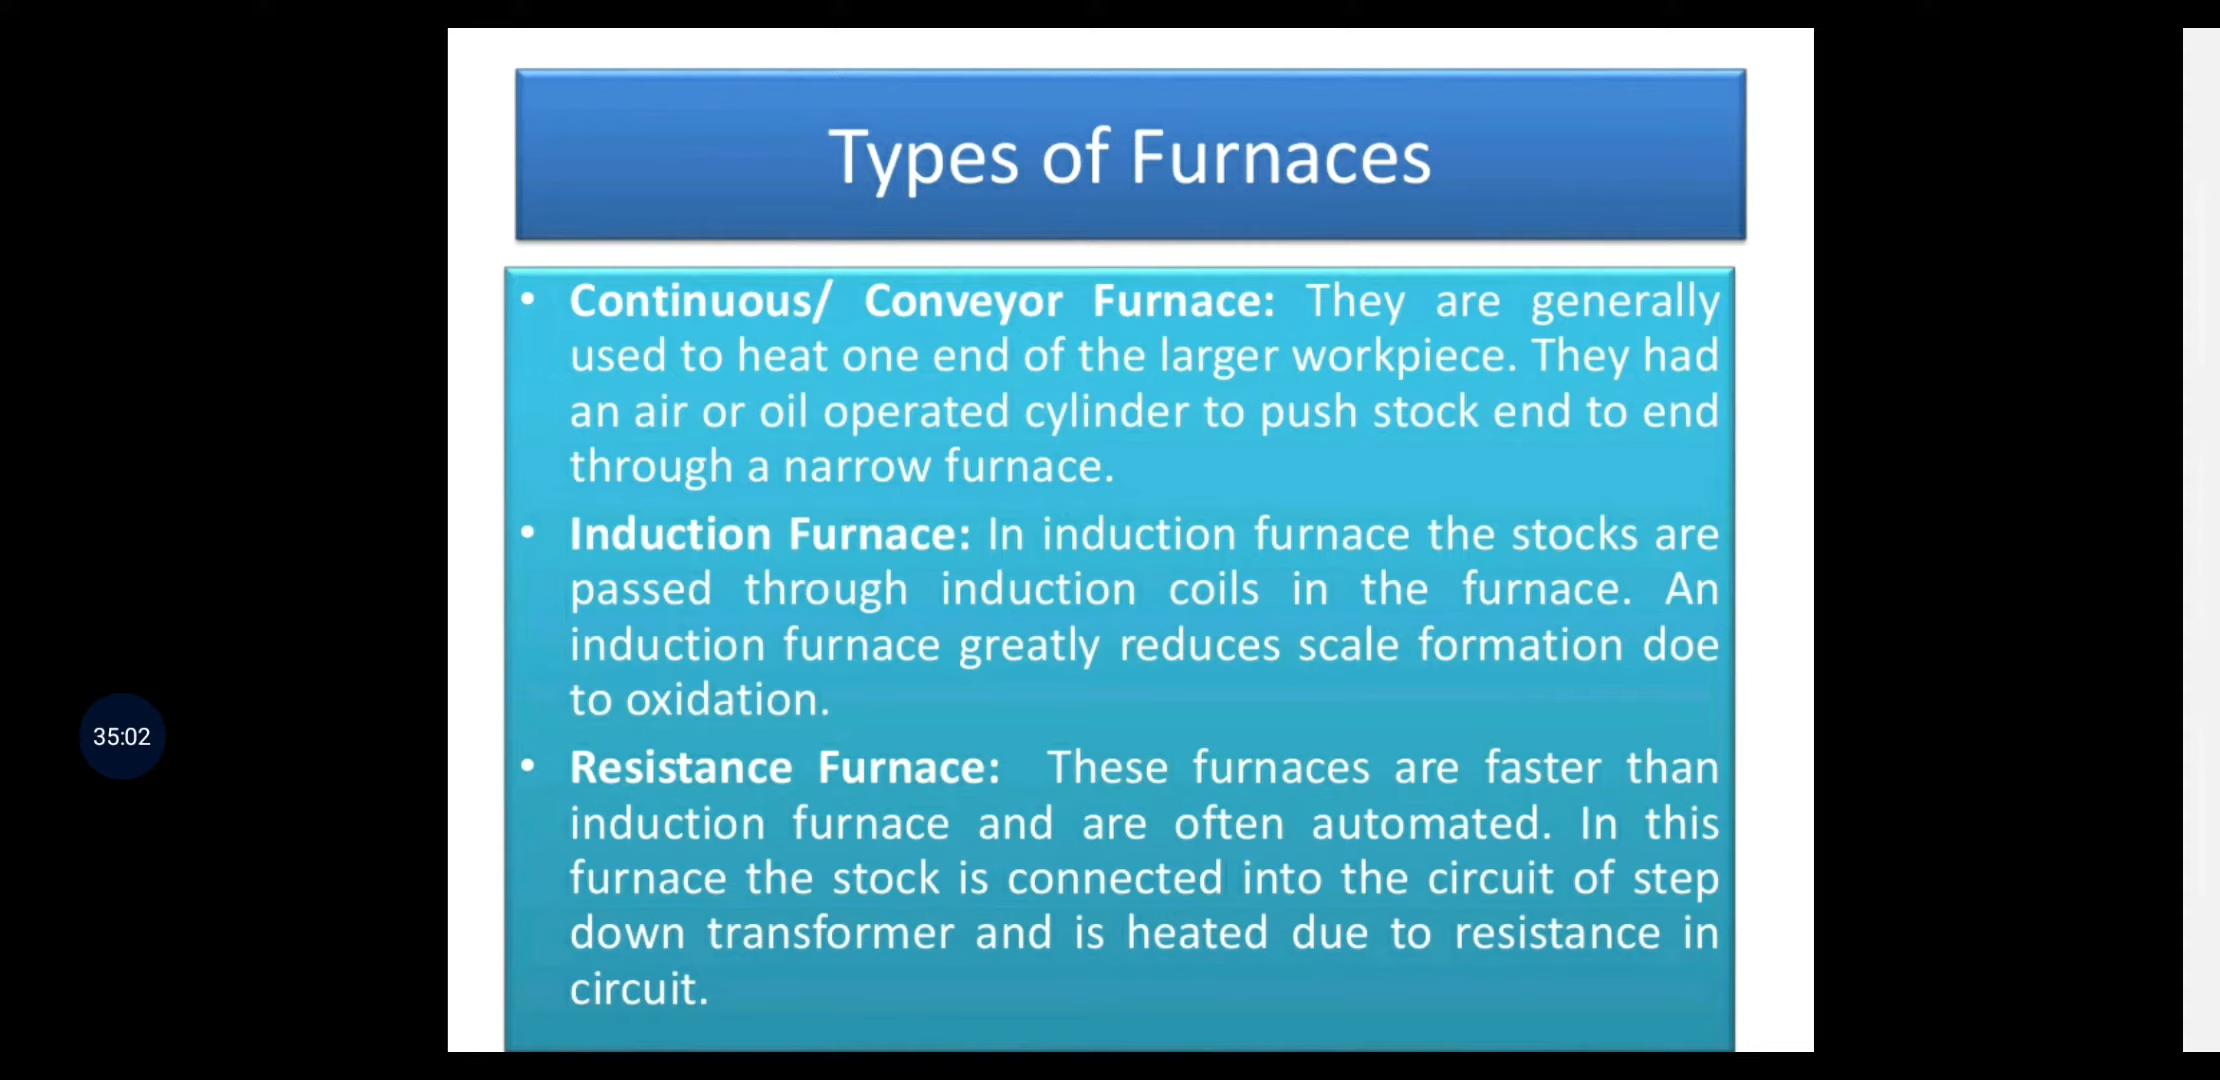 Types of Furnaces
• Continuous/ Conveyor Furnace: They are generally
used to heat one end of the larger workpiece. They had
an air or oil operated cylinder to push stock end to end
through a narrow furnace.
• Induction Furnace: In induction furnace the stocks are
passed through induction coils in the furnace. An
induction furnace greatly reduces scale formation doe
to oxidation.
• Resistance Furnace: These furnaces are faster than
induction furnace and are often automated. In this
furnace the stock is connected into the circuit of step
down transformer and is heated due to resistance in
circuit.
35:02